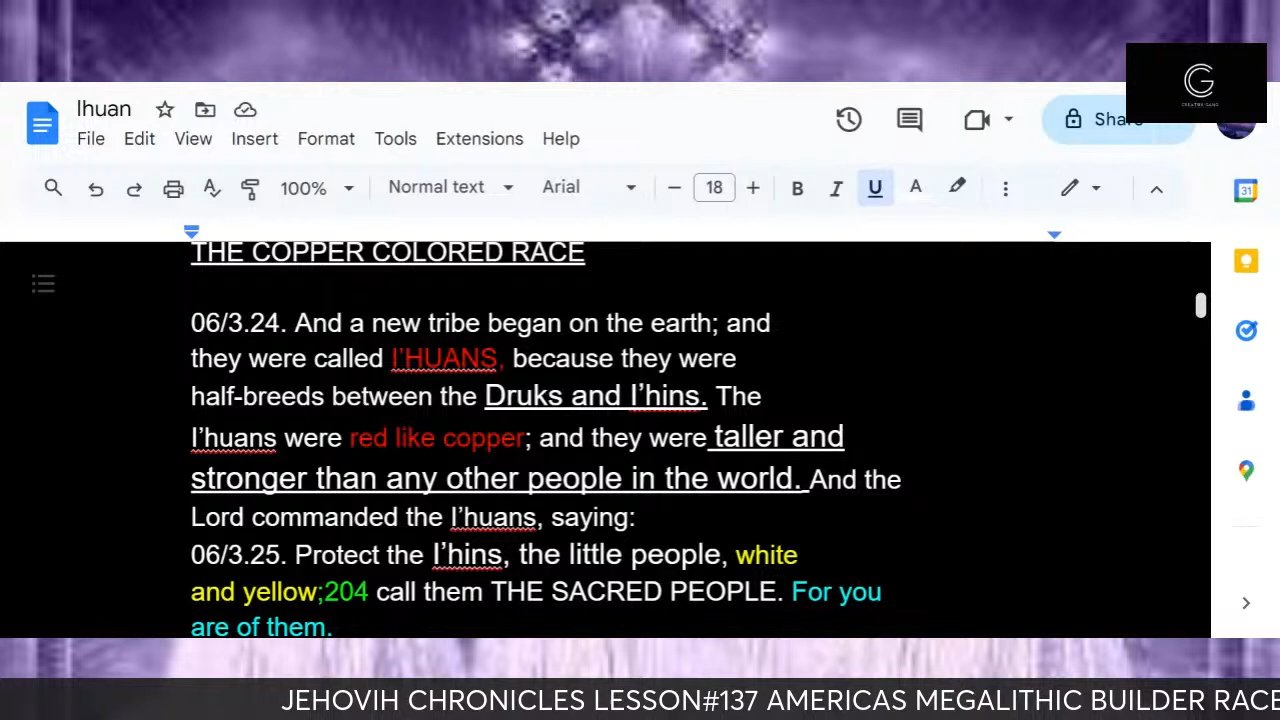 Ihuan
File Edit View Insert Format Tools Extensions Help
Share
100% Normal text Arial 18 B I U A
31
THE COPPER COLORED RACE
06/3.24. And a new tribe began on the earth; and
they were called I'HUANS, because they were
half-breeds between the Druks and I'hins. The
I'huans were red like copper; and they were taller and
stronger than any other people in the world. And the
Lord commanded the I'huans, saying:
06/3.25. Protect the I'hins, the little people, white
and yellow;204 call them THE SACRED PEOPLE. For you
are of them.
JEHOVIH CHRONICLES LESSON#137 AMERICAS MEGALITHIC BUILDER RACE